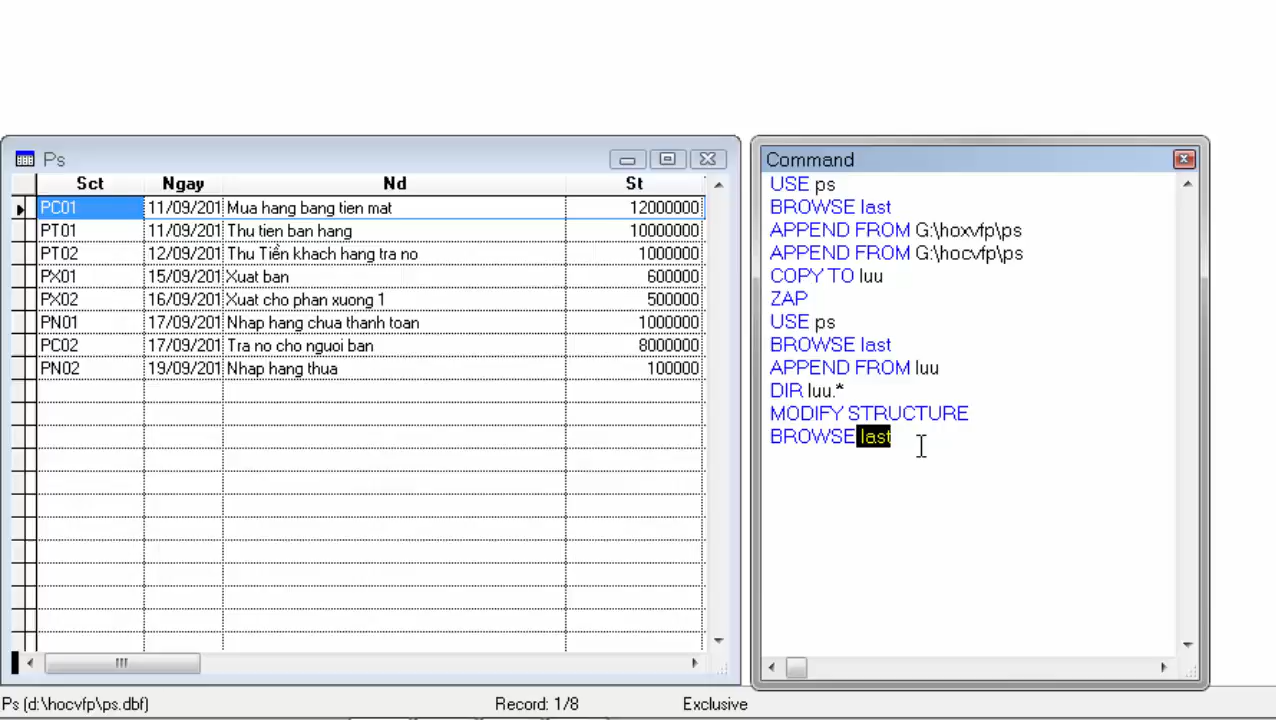 Ps
Sct Ngay Nd St
PC01 11/09/201 Mua hang bang tien mat 12000000
PT01 11/09/201 Thu tien ban hang 10000000
PT02 12/09/201 Thu Tiền khach hang tra no 1000000
PX01 15/09/201 Xuat ban 600000
PX02 16/09/201 Xuat cho phan xuong 1 500000
PN01 17/09/201 Nhap hang chua thanh toan 1000000
PC02 17/09/201 Tra no cho nguoi ban 8000000
PN02 19/09/201 Nhap hang thua 100000
Command
USE ps
BROWSE last
APPEND FROM G:\hoxvfp\ps
APPEND FROM G:\hocvfp\ps
COPY TO luu
ZAP
USE ps
BROWSE last
APPEND FROM luu
DIR luu.*
MODIFY STRUCTURE
BROWSE last
Ps (d:\hocvfp\ps.dbf) Record: 1/8 Exclusive